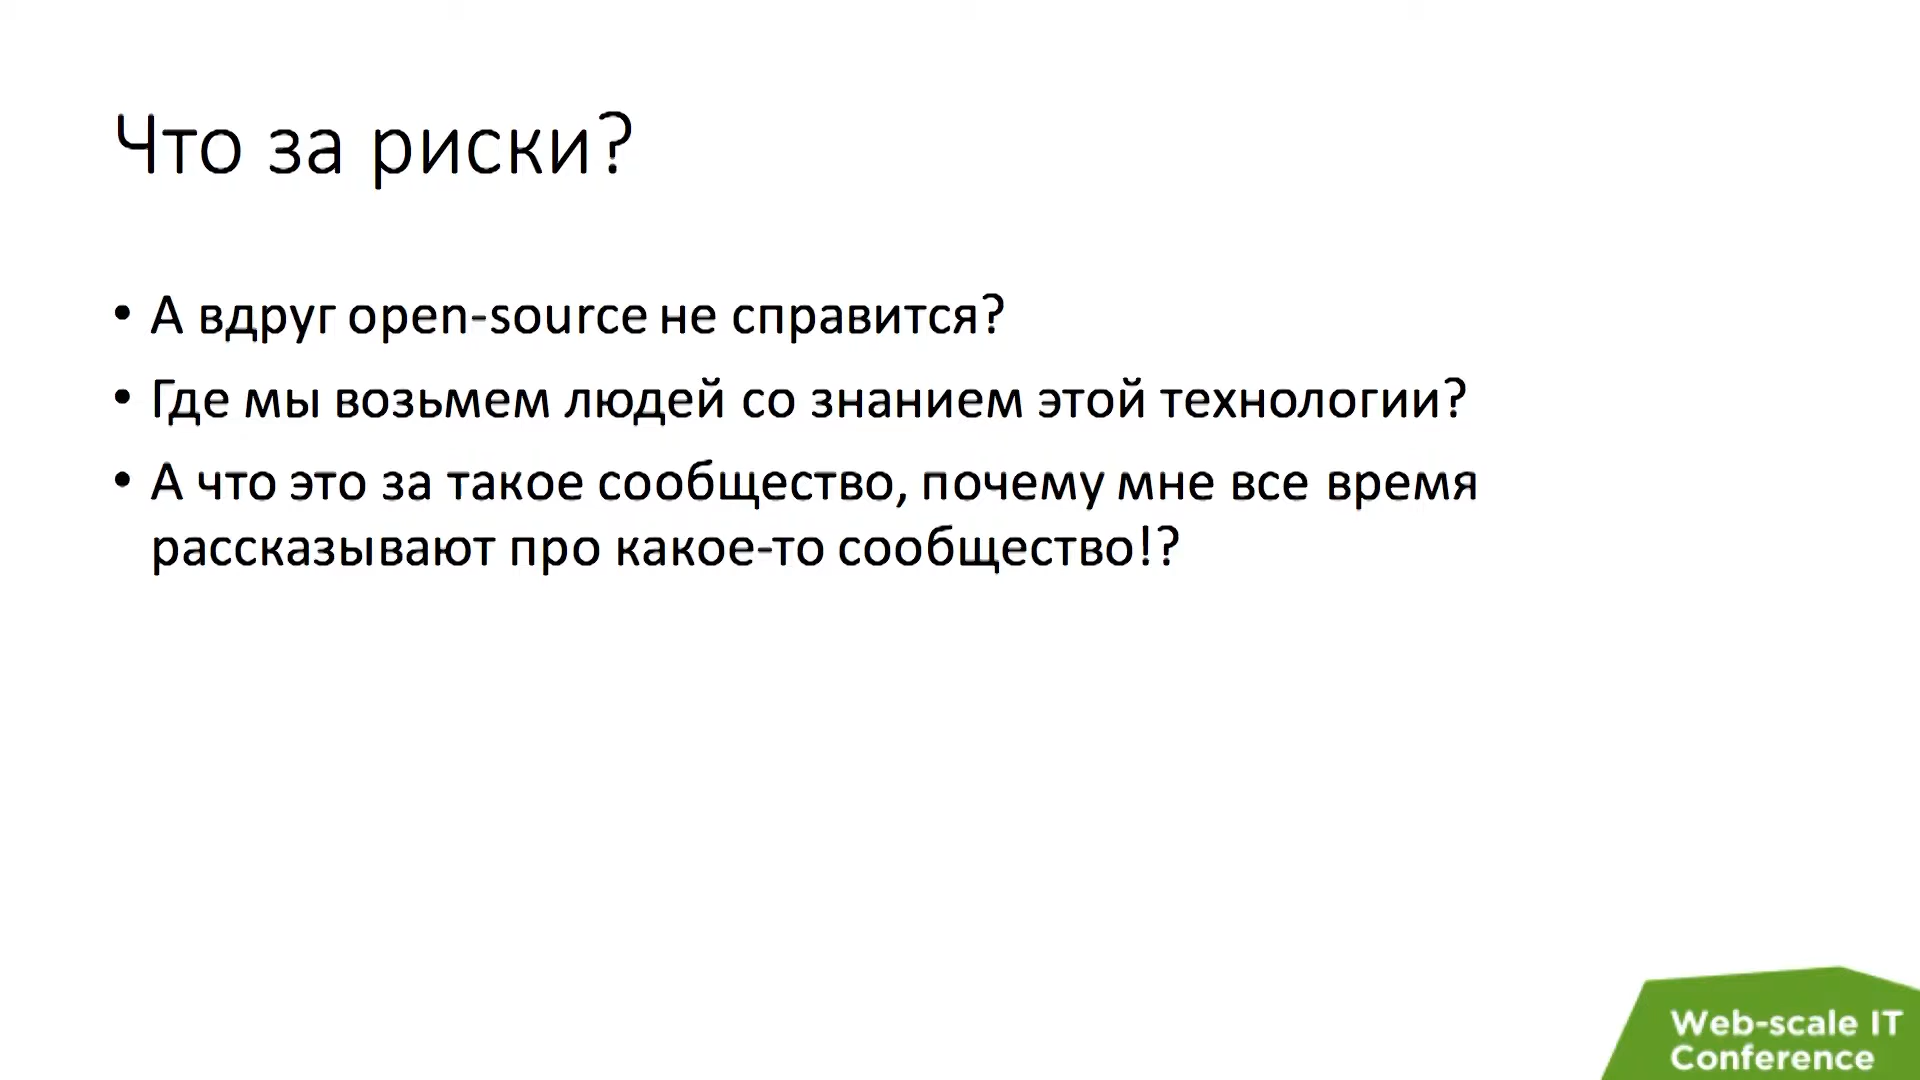 Что за риски?
• А вдруг open-source не справится?
• Где мы возьмем людей со знанием этой технологии?
• А что это за такое сообщество, почему мне все время
рассказывают про какое-то сообщество!?
Web-scale IT
Conference